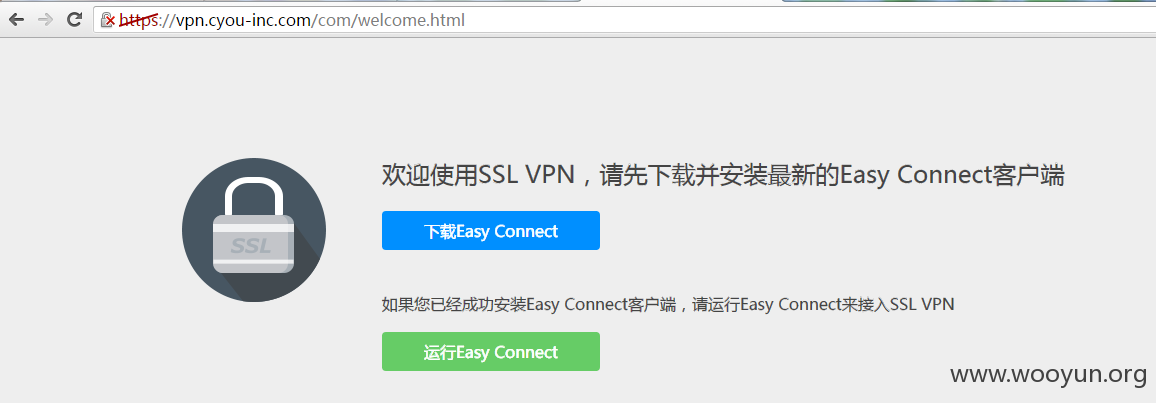 https://vpn.cyou-inc.com/com/welcome.html
欢迎使用SSL VPN，请先下载并安装最新的Easy Connect客户端
SSL
下载Easy Connect
如果您已经成功安装Easy Connect客户端，请运行Easy Connect来接入SSL VPN
运行Easy Connect
www.wooyun.org